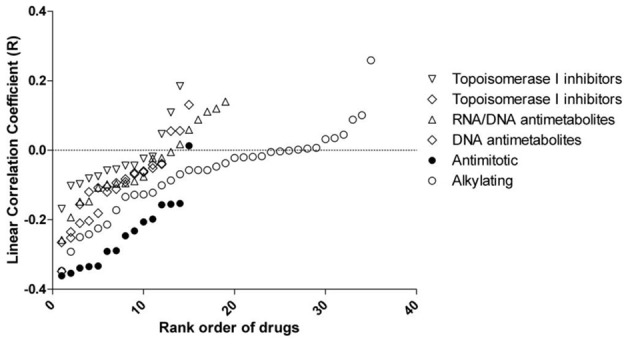 0.4
0.2
0.0
-0.2
-0.4
Linear Correlation Coefficient (R)
0
10
20
30
40
Rank order of drugs
Topoisomerase I inhibitors
Topoisomerase I inhibitors
RNA/DNA antimetabolites
DNA antimetabolites
Antimitotic
Alkylating